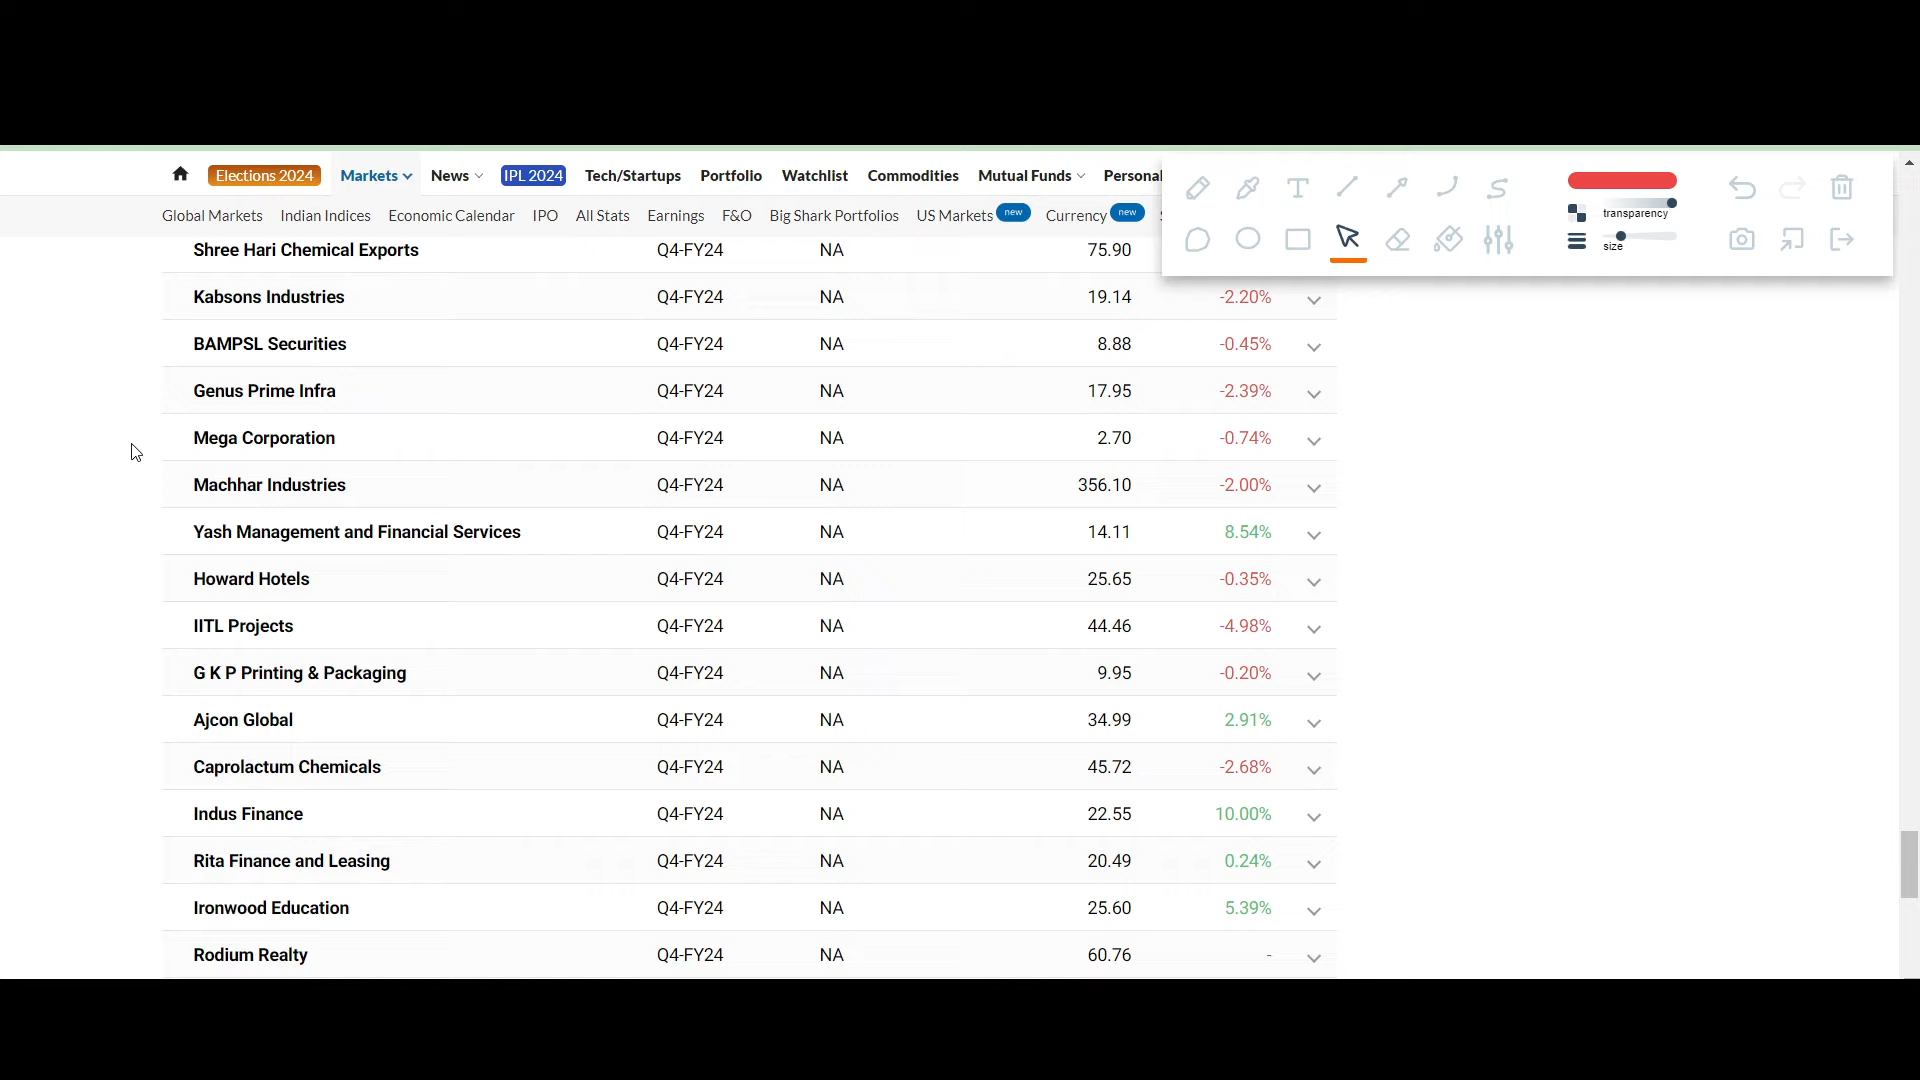 Elections 2024 Markets News IPL 2024 Tech/Startups Portfolio Watchlist Commodities Mutual Funds Personal
Global Markets Indian Indices Economic Calendar IPO All Stats Earnings F&O Big Shark Portfolios US Markets new Currency new
transparency
size
Shree Hari Chemical Exports Q4-FY24 NA 75.90
Kabsons Industries Q4-FY24 NA 19.14 -2.20%
BAMPSL Securities Q4-FY24 NA 8.88 -0.45%
Genus Prime Infra Q4-FY24 NA 17.95 -2.39%
Mega Corporation Q4-FY24 NA 2.70 -0.74%
Machhar Industries Q4-FY24 NA 356.10 -2.00%
Yash Management and Financial Services Q4-FY24 NA 14.11 8.54%
Howard Hotels Q4-FY24 NA 25.65 -0.35%
IITL Projects Q4-FY24 NA 44.46 -4.98%
G K P Printing & Packaging Q4-FY24 NA 9.95 -0.20%
Ajcon Global Q4-FY24 NA 34.99 2.91%
Caprolactum Chemicals Q4-FY24 NA 45.72 -2.68%
Indus Finance Q4-FY24 NA 22.55 10.00%
Rita Finance and Leasing Q4-FY24 NA 20.49 0.24%
Ironwood Education Q4-FY24 NA 25.60 5.39%
Rodium Realty Q4-FY24 NA 60.76 -